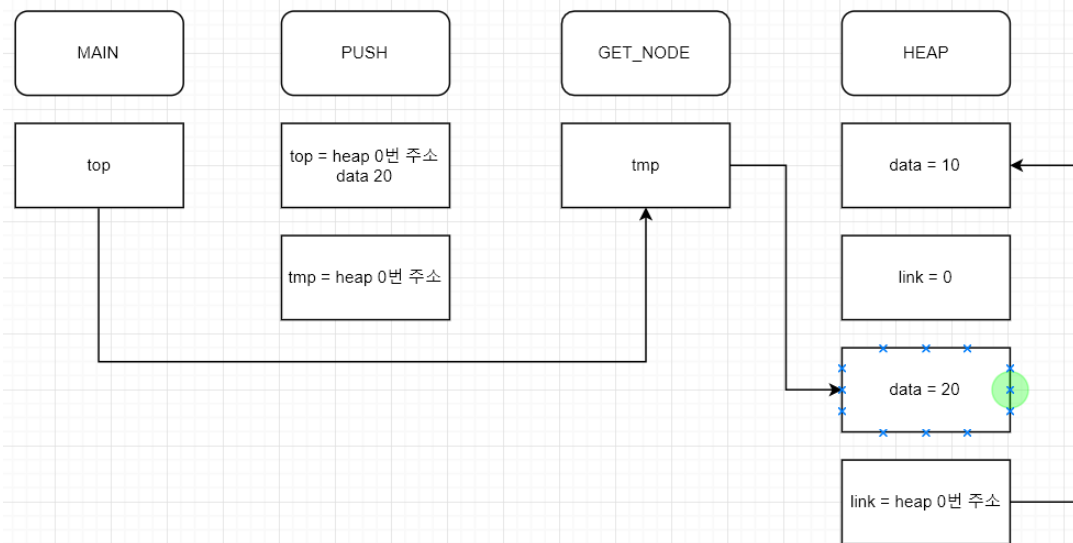 MAIN
PUSH
GET_NODE
HEAP
top
top = heap 0번 주소
data 20
tmp
data = 10
tmp = heap 0번 주소
link = 0
data = 20
link = heap 0번 주소